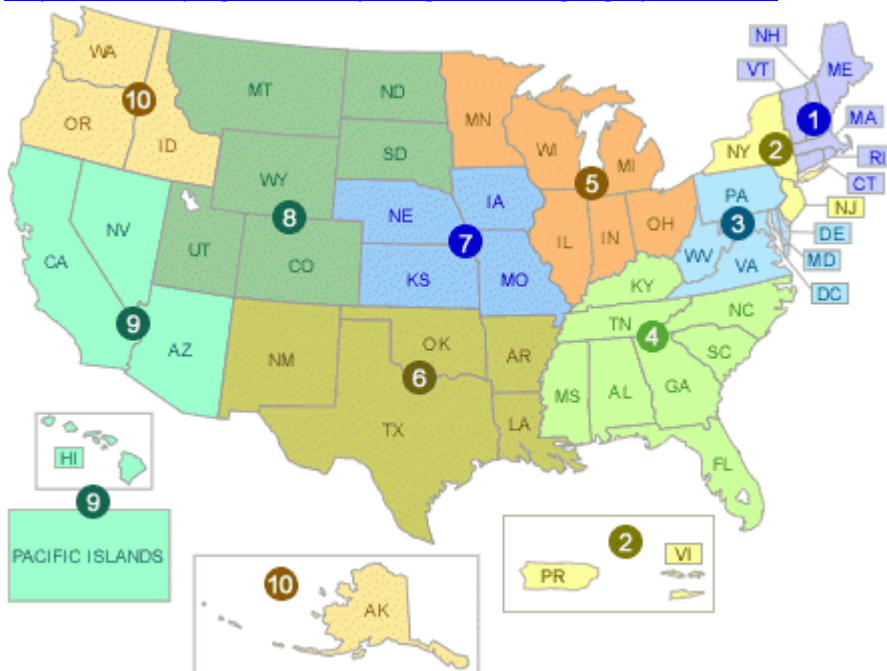 NH
WA
VT
ME
MT
ND
10
MN
1
MA
OR
ID
WI
NY
2
SD
MI
RI
WY
5
CT
PA
IA
NE
8
3
NJ
NV
OH
DE
UT
7
IL
IN
WV
MD
CA
CO
VA
KS
MO
KY
DC
NC
9
TN
4
AZ
NM
OK
AR
SC
6
MS
AL
GA
TX
LA
HI
FL
9
2
PACIFIC ISLANDS
VI
10
PR
AK